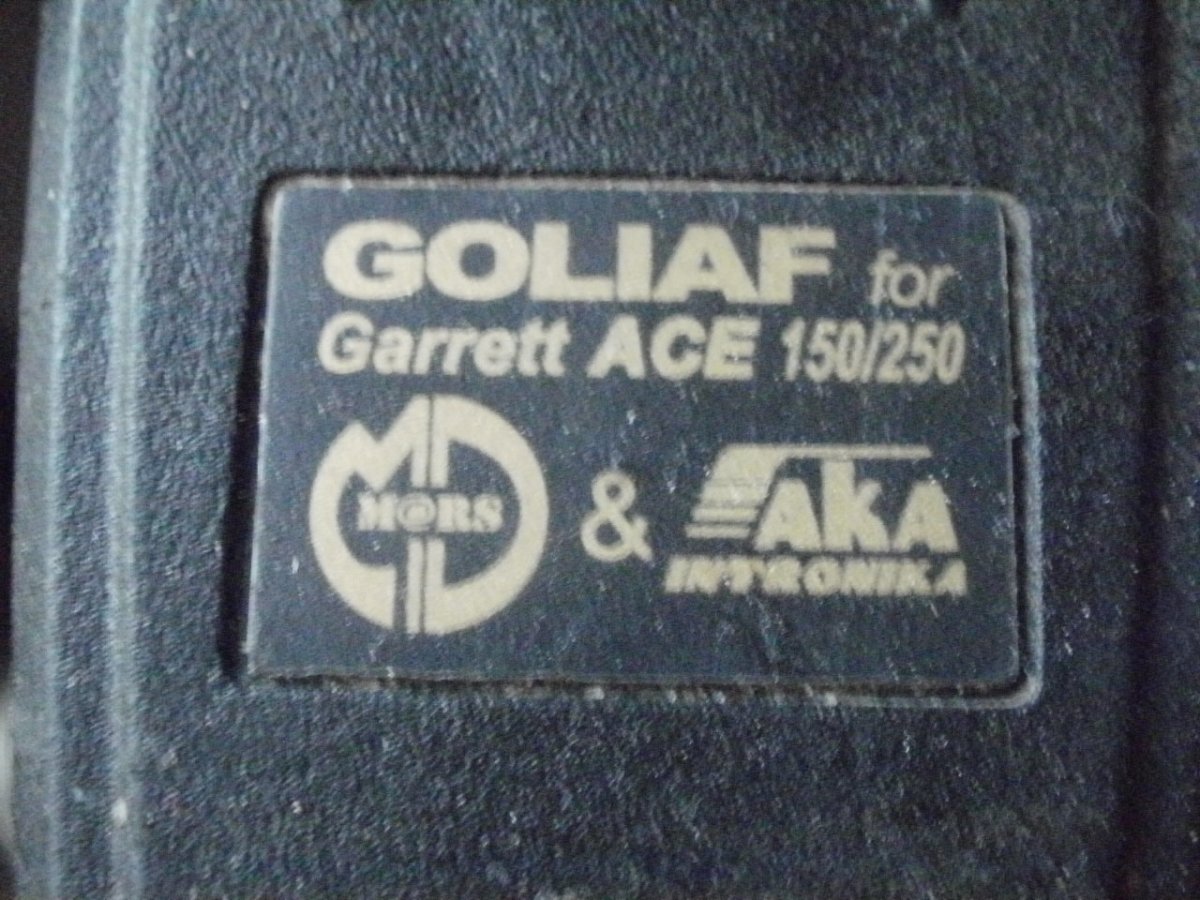 GOLIAF for
Garrett ACE 150/250
MD
M@RS
&
AKA
INTRONIKA